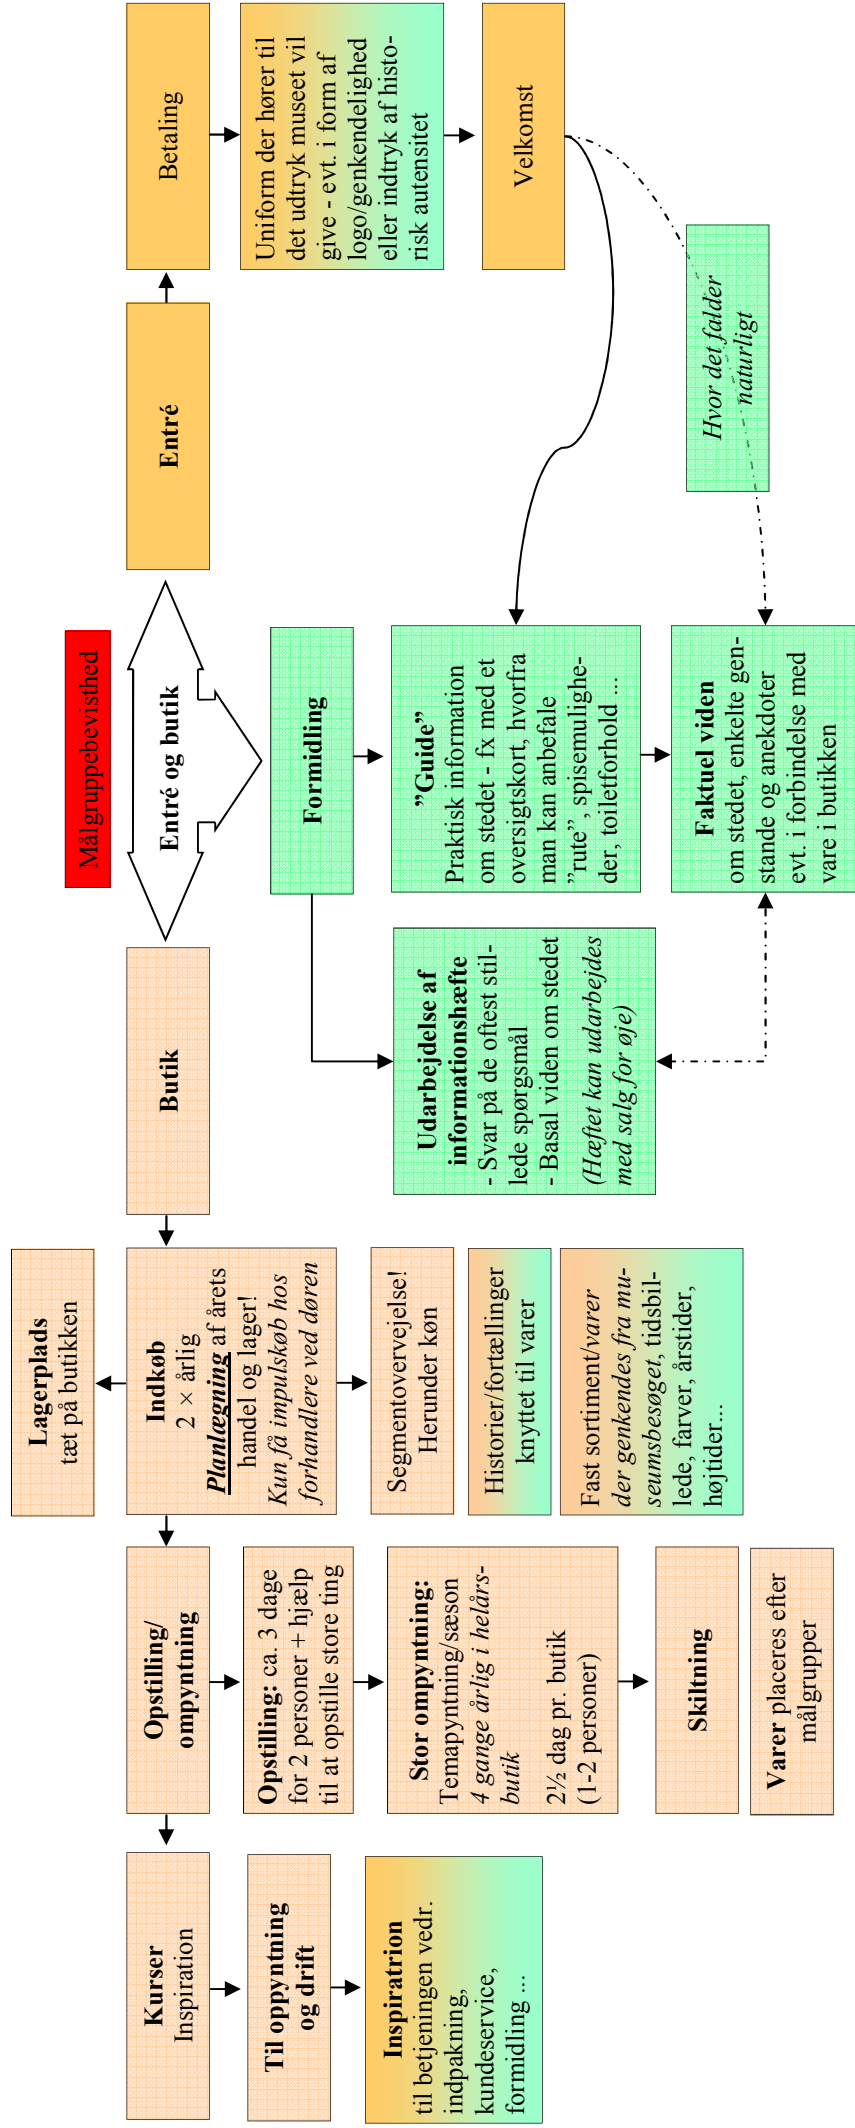 Målgruppebevisthed
Entré og butik
Entré
Betaling
Uniform der hører til
det udtryk museet vil
give - evt. i form af
logo/genkendelighed
eller indtryk af histo-
risk autensitet
Velkomst
Hvor det falder
naturligt
Formidling
”Guide”
Praktisk information
om stedet - fx med et
oversigtskort, hvorfra
man kan anbefale
”rute”, spisemulighe-
der, toiletforhold ...
Faktuel viden
om stedet, enkelte gen-
stande og anekdoter
evt. i forbindelse med
vare i butikken
Udarbejdelse af
informationshæfte
- Svar på de oftest stil-
lede spørgsmål
- Basal viden om stedet
(Hæftet kan udarbejdes
med salg for øje)
Butik
Lagerplads
tæt på butikken
Indkøb
2 × årlig
Planlægning af årets
handel og lager!
Kun få impulskøb hos
forhandlere ved døren
Segmentovervejelse!
Herunder køn
Historier/fortællinger
knyttet til varer
Fast sortiment/varer
der genkendes fra mu-
seumsbesøget, tidsbil-
lede, farver, årstider,
højtider...
Opstilling/
ompyntning
Opstilling: ca. 3 dage
for 2 personer + hjælp
til at opstille store ting
Stor ompyntning:
Temapyntning/sæson
4 gange årlig i helårs-
butik
2½ dag pr. butik
(1-2 personer)
Skiltning
Varer placeres efter
målgrupper
Kurser
Inspiration
Til oppyntning
og drift
Inspiratrion
til betjeningen vedr.
indpakning,
kundeservice,
formidling ...